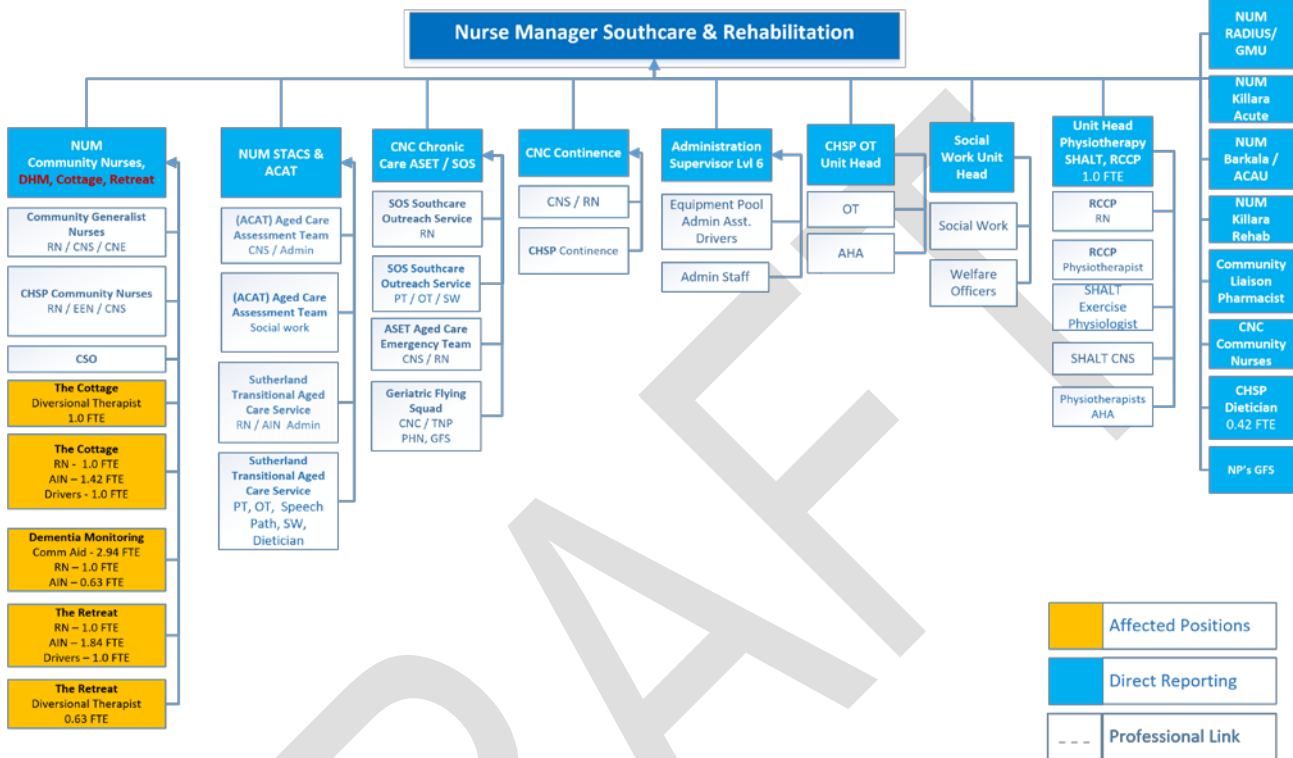 Nurse Manager Southcare & Rehabilitation
NUM
Community Nurses,
DHM, Cottage, Retreat
Community Generalist
Nurses
RN / CNS / CNE
CHSP Community Nurses
RN / EEN / CNS
CSO
The Cottage
Diversional Therapist
1.0 FTE
The Cottage
RN - 1.0 FTE
AIN – 1.42 FTE
Drivers - 1.0 FTE
Dementia Monitoring
Comm Aid - 2.94 FTE
RN – 1.0 FTE
AIN – 0.63 FTE
The Retreat
RN – 1.0 FTE
AIN – 1.84 FTE
Drivers – 1.0 FTE
The Retreat
Diversional Therapist
0.63 FTE
NUM STACS &
ACAT
(ACAT) Aged Care
Assessment Team
CNS / Admin
(ACAT) Aged Care
Assessment Team
Social work
Sutherland
Transitional Aged
Care Service
RN / AIN Admin
Sutherland
Transitional Aged
Care Service
PT, OT, Speech
Path, SW,
Dietician
CNC Chronic
Care ASET / SOS
SOS Southcare
Outreach Service
RN
SOS Southcare
Outreach Service
PT / OT / SW
ASET Aged Care
Emergency Team
CNS / RN
Geriatric Flying
Squad
CNC / TNP
PHN, GFS
CNC Continence
CNS / RN
CHSP Continence
Administration
Supervisor Lvl 6
Equipment Pool
Admin Asst.
Drivers
Admin Staff
CHSP OT
Unit Head
OT
AHA
Social
Work Unit
Head
Social Work
Welfare
Officers
Unit Head
Physiotherapy
SHALT, RCCP
1.0 FTE
RCCP
RN
RCCP
Physiotherapist
SHALT
Exercise
Physiologist
SHALT CNS
Physiotherapists
AHA
NUM
RADIUS/
GMU
NUM
Killara
Acute
NUM
Barkala /
ACAU
NUM
Killara
Rehab
Community
Liaison
Pharmacist
CNC
Community
Nurses
CHSP
Dietician
0.42 FTE
NP's GFS
Affected Positions
Direct Reporting
Professional Link
DRAFT